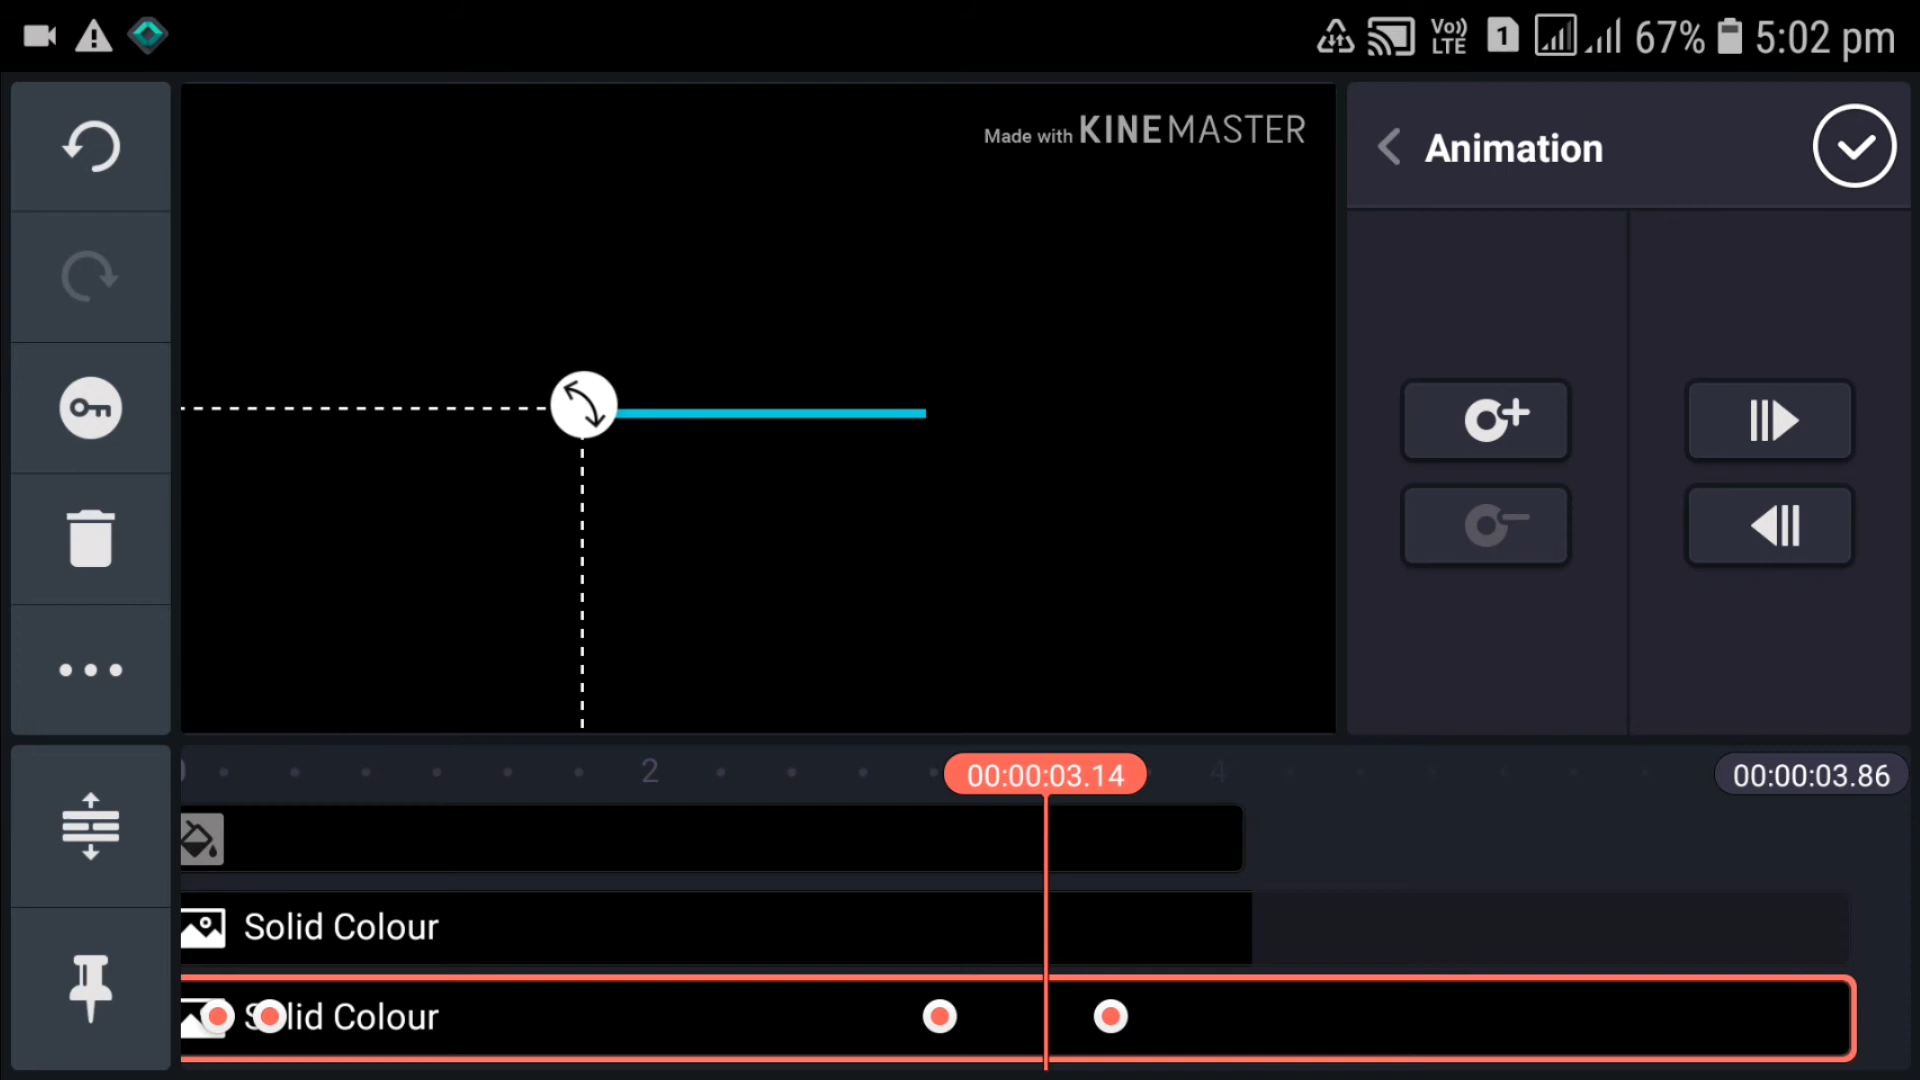 Vo)) LTE 1 67% 5:02 pm
Made with KINEMASTER
Animation
2
00:00:03.14
4
00:00:03.86
Solid Colour
Solid Colour